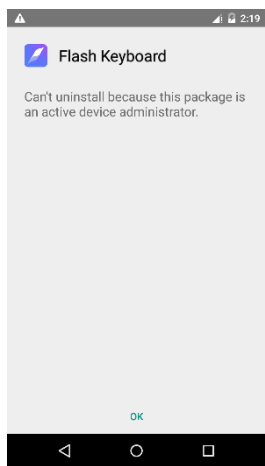 2:19
Flash Keyboard
Can't uninstall because this package is
an active device administrator.
OK